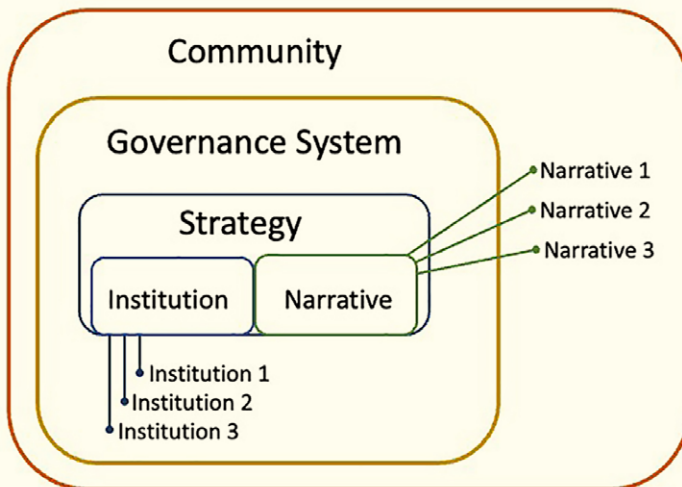 Community
Governance System
Strategy
Institution
Narrative
Narrative 1
Narrative 2
Narrative 3
Institution 1
Institution 2
Institution 3